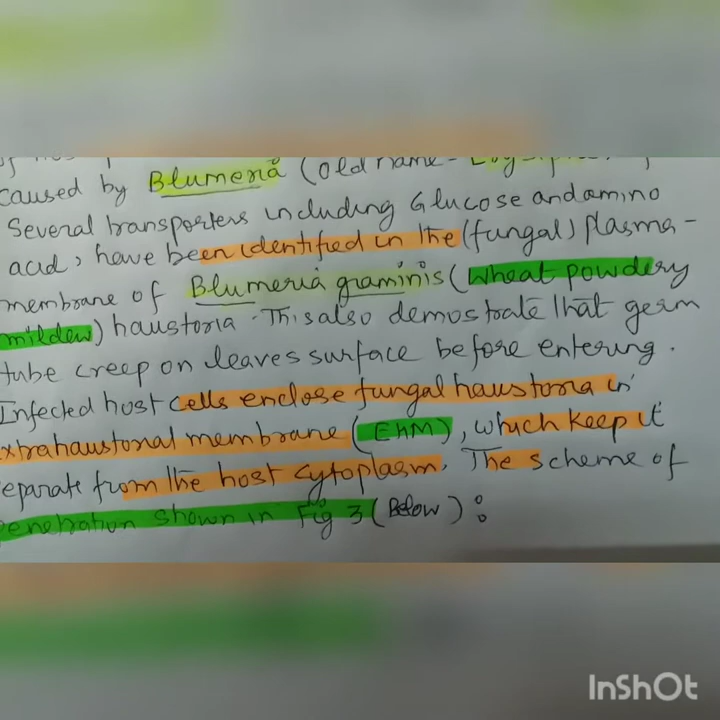 caused by Blumeria (old name-
Several transporters including Glucose and amino
acid, have been identified in the (fungal) plasma-
membrane of Blumeria graminis (Wheat powdery
mildew) haustoria. This also demostrate that germ
tube creep on leaves surface before entering.
Infected host cells enclose fungal haustoria in
extrahaustorial membrane (EHM), which keep it
eparate from the host cytoplasm. The scheme of
enetration shown in Fig 3 (Below):
InShOt